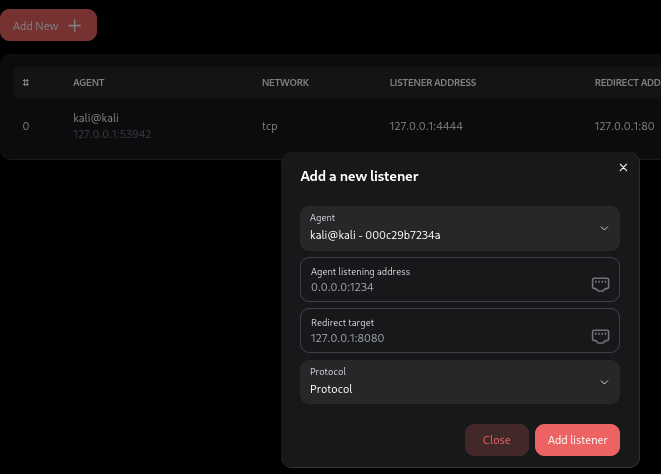 Add New
# AGENT NETWORK LISTENER ADDRESS REDIRECT ADD
0 kali@kali tcp 127.0.0.1:4444 127.0.0.1:80
127.0.0.1:53942
Add a new listener
Agent
kali@kali - 000c29b7234a
Agent listening address
0.0.0.0:1234
Redirect target
127.0.0.1:8080
Protocol
Protocol
Close Add listener